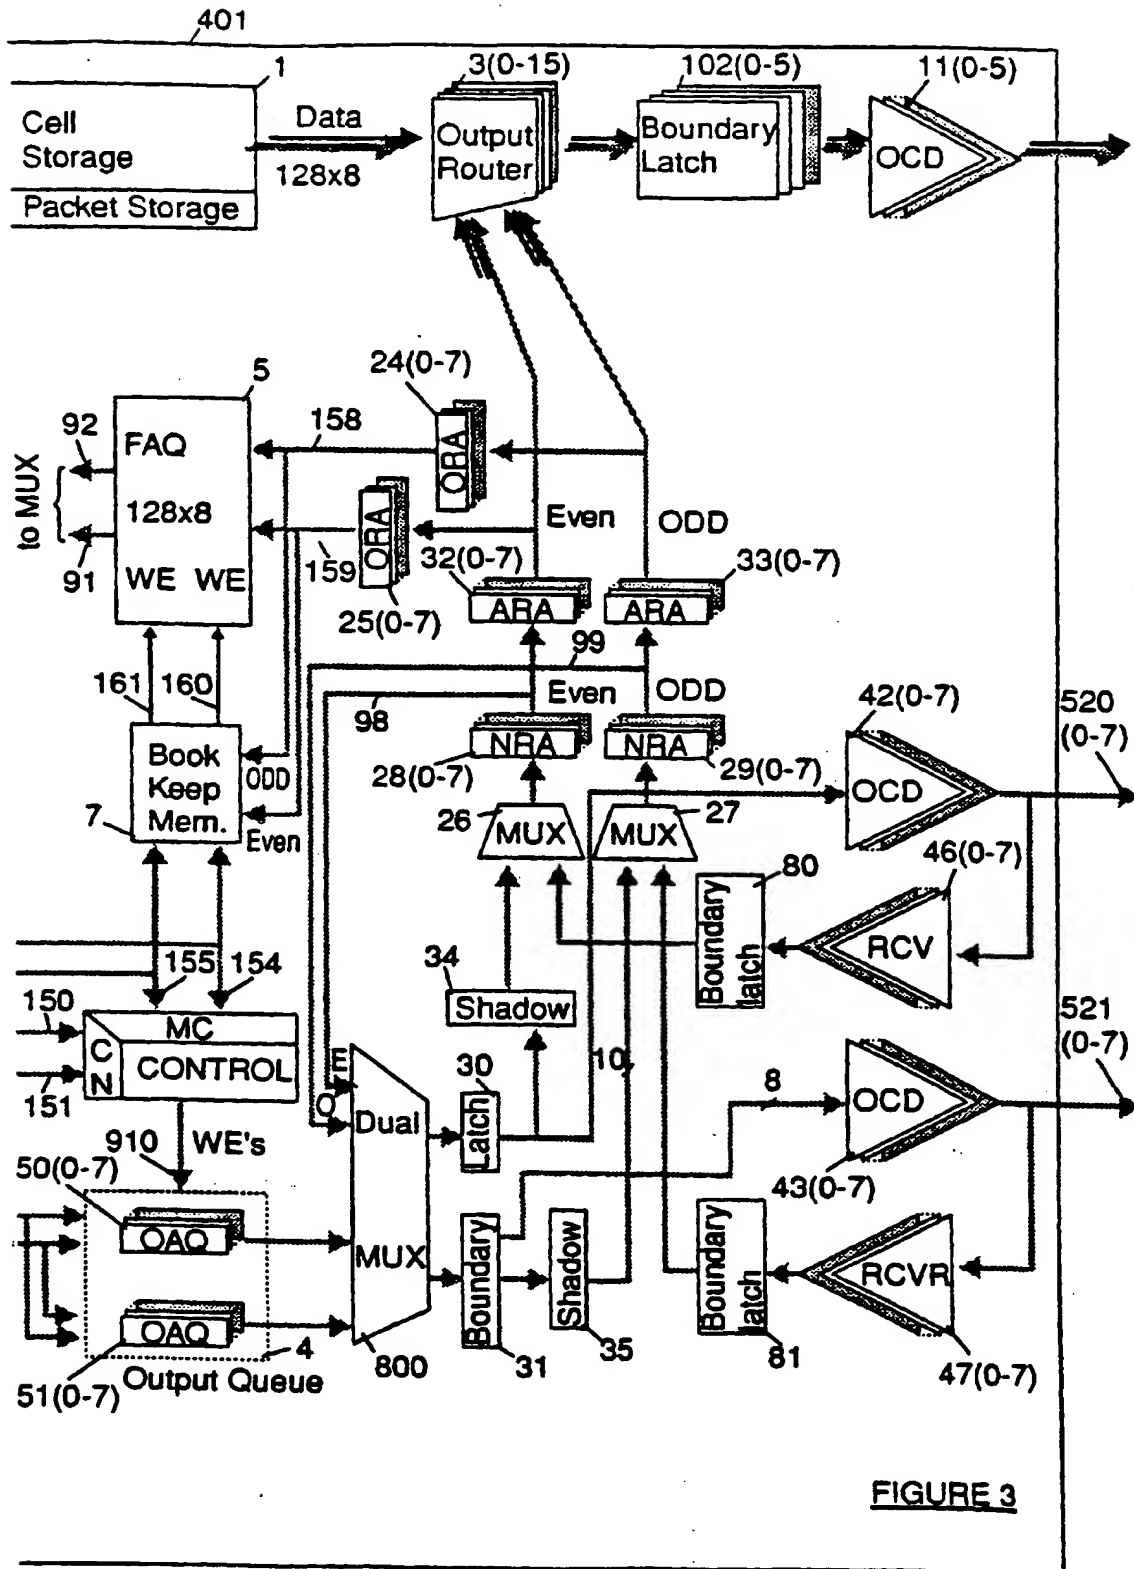 401
1
3(0-15)
102(0-5)
11(0-5)
Cell
Storage
Packet Storage
Data
128x8
Output
Router
Boundary
Latch
OCD
24(0-7)
5
92
to MUX
91
FAQ
128x8
WE WE
158
159
ORA
ORA
25(0-7)
Even
ODD
32(0-7)
33(0-7)
ARA
ARA
99
98
161
160
Even
ODD
NRA
NRA
28(0-7)
29(0-7)
42(0-7)
520
(0-7)
Book
Keep
Mem.
7
ODD
Even
26
27
MUX
MUX
OCD
80
46(0-7)
Boundary
latch
RCV
155
154
34
Shadow
150
151
C
N
MC
CONTROL
10
521
(0-7)
E
O
30
Latch
8
OCD
43(0-7)
910
WE's
50(0-7)
OAQ
OAQ
51(0-7)
4
Output Queue
Dual
MUX
800
Boundary
31
Shadow
35
Boundary
latch
81
RCVR
47(0-7)
FIGURE 3